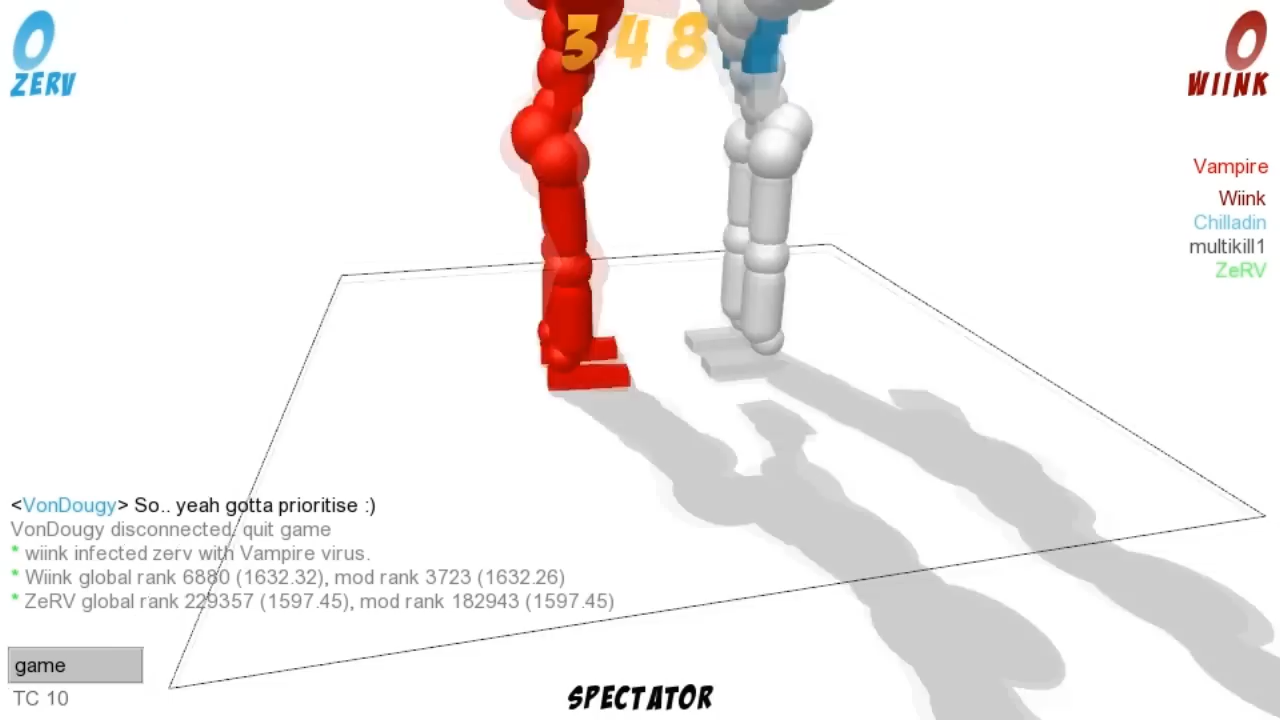 0
ZERV
348
0
WIINK
Vampire
Wiink
Chilladin
multikill1
ZeRV
<VonDougy> So.. yeah gotta prioritise :)
VonDougy disconnected, quit game
* wiink infected zerv with Vampire virus.
* Wiink global rank 6880 (1632.32), mod rank 3723 (1632.26)
* ZeRV global rank 229357 (1597.45), mod rank 182943 (1597.45)
game
TC 10
SPECTATOR